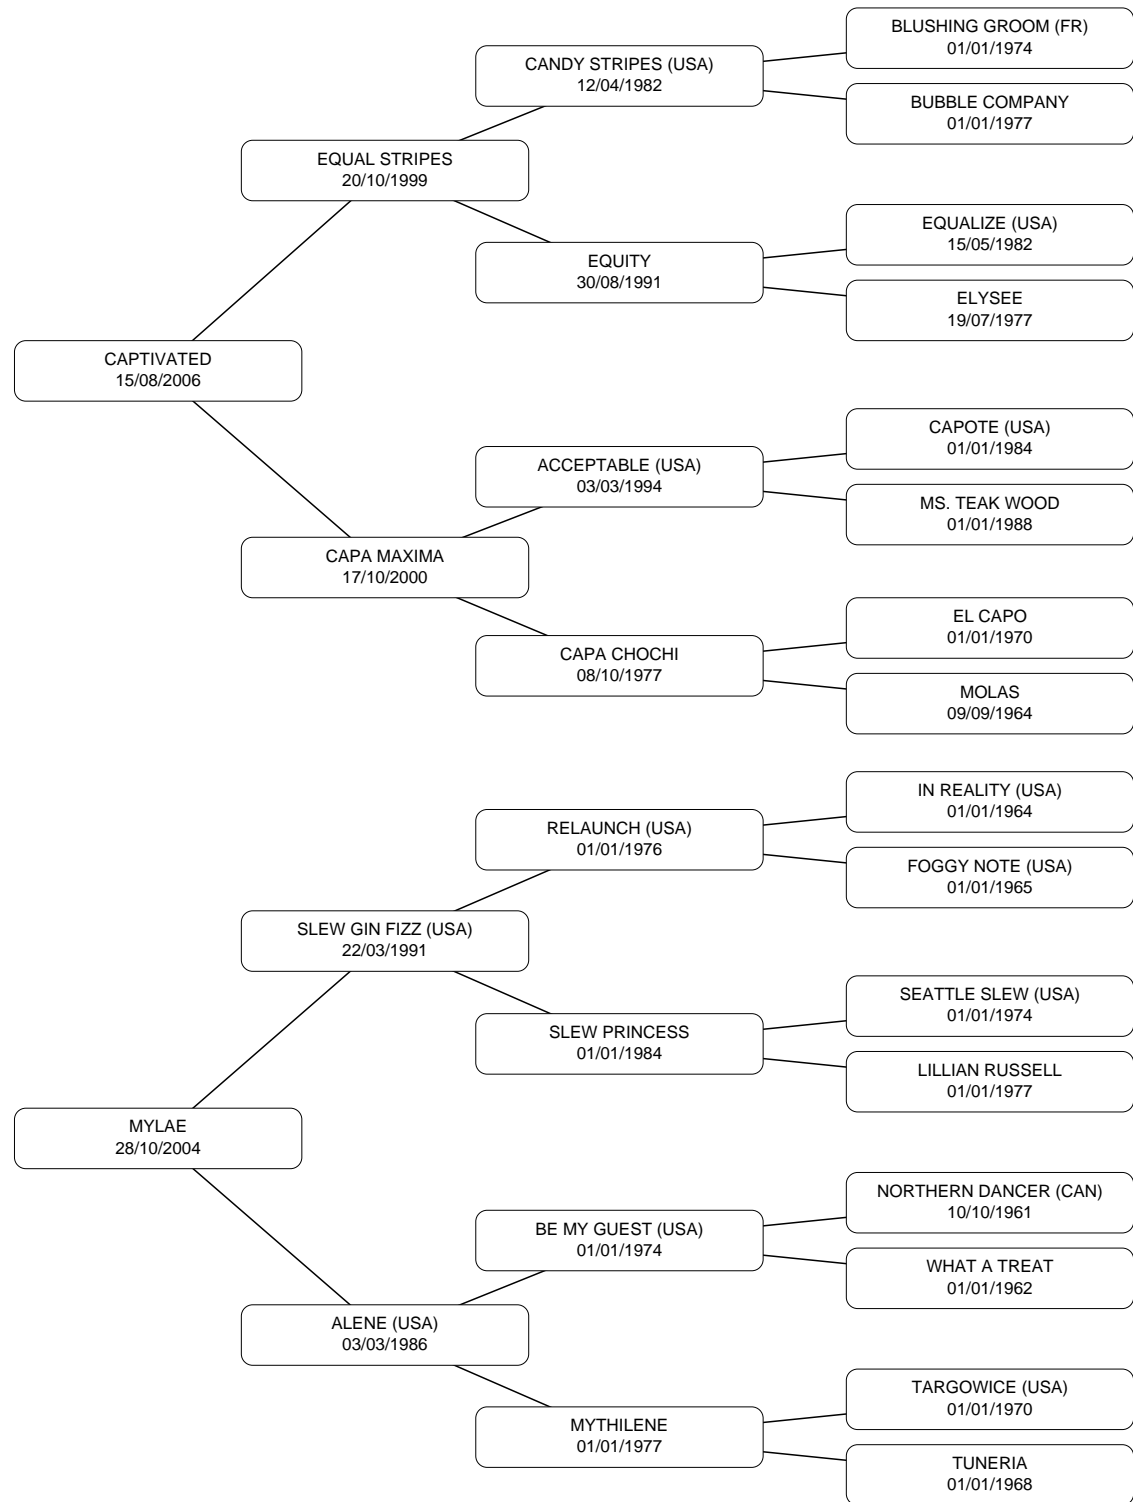 BLUSHING GROOM (FR)
01/01/1974
CANDY STRIPES (USA)
12/04/1982
BUBBLE COMPANY
01/01/1977
EQUAL STRIPES
20/10/1999
EQUALIZE (USA)
15/05/1982
EQUITY
30/08/1991
ELYSEE
19/07/1977
CAPTIVATED
15/08/2006
CAPOTE (USA)
01/01/1984
ACCEPTABLE (USA)
03/03/1994
MS. TEAK WOOD
01/01/1988
CAPA MAXIMA
17/10/2000
EL CAPO
01/01/1970
CAPA CHOCHI
08/10/1977
MOLAS
09/09/1964
IN REALITY (USA)
01/01/1964
RELAUNCH (USA)
01/01/1976
FOGGY NOTE (USA)
01/01/1965
SLEW GIN FIZZ (USA)
22/03/1991
SEATTLE SLEW (USA)
01/01/1974
SLEW PRINCESS
01/01/1984
LILLIAN RUSSELL
01/01/1977
MYLAE
28/10/2004
NORTHERN DANCER (CAN)
10/10/1961
BE MY GUEST (USA)
01/01/1974
WHAT A TREAT
01/01/1962
ALENE (USA)
03/03/1986
TARGOWICE (USA)
01/01/1970
MYTHILENE
01/01/1977
TUNERIA
01/01/1968